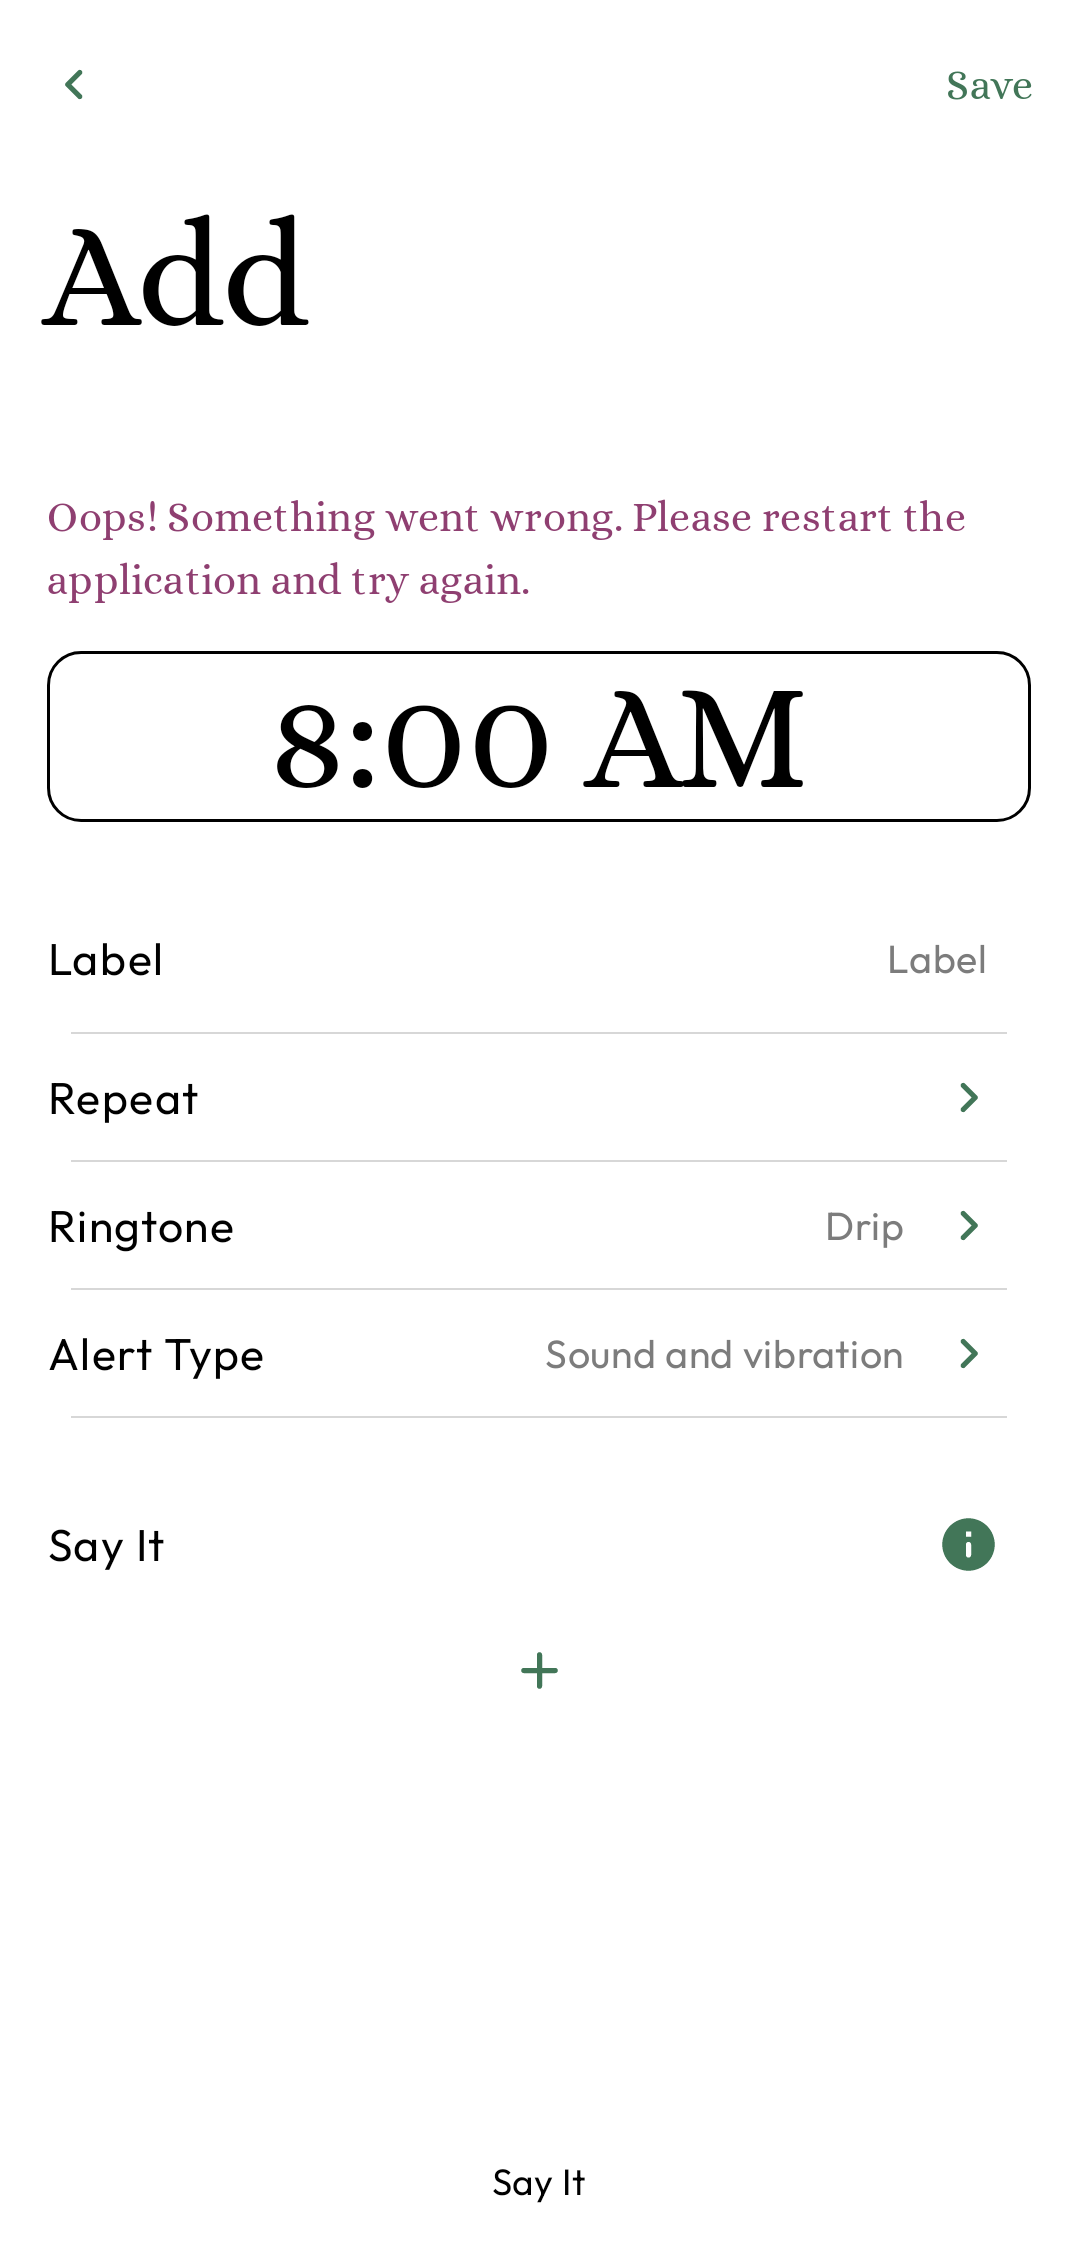 Save
Add
Oops! Something went wrong. Please restart the
application and try again.
8:00 AM
Label Label
Repeat
Ringtone Drip
Alert Type Sound and vibration
Say It
Say It